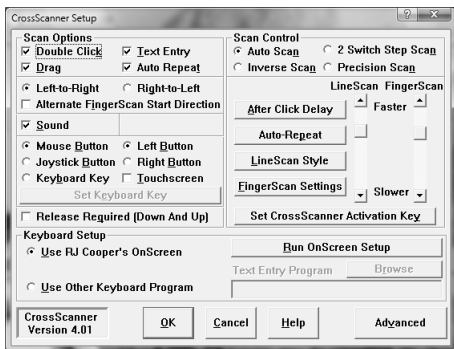 CrossScanner Setup
Scan Options
Double Click Text Entry
Drag Auto Repeat
Left-to-Right Right-to-Left
Alternate FingerScan Start Direction
Sound
Mouse Button Left Button
Joystick Button Right Button
Keyboard Key Touchscreen
Set Keyboard Key
Release Required (Down And Up)
Scan Control
Auto Scan 2 Switch Step Scan
Inverse Scan Precision Scan
LineScan FingerScan
After Click Delay Faster
Auto-Repeat
LineScan Style
FingerScan Settings Slower
Set CrossScanner Activation Key
Keyboard Setup
Use RJ Cooper's OnScreen Run OnScreen Setup
Text Entry Program Browse
Use Other Keyboard Program
CrossScanner
Version 4.01
OK Cancel Help Advanced